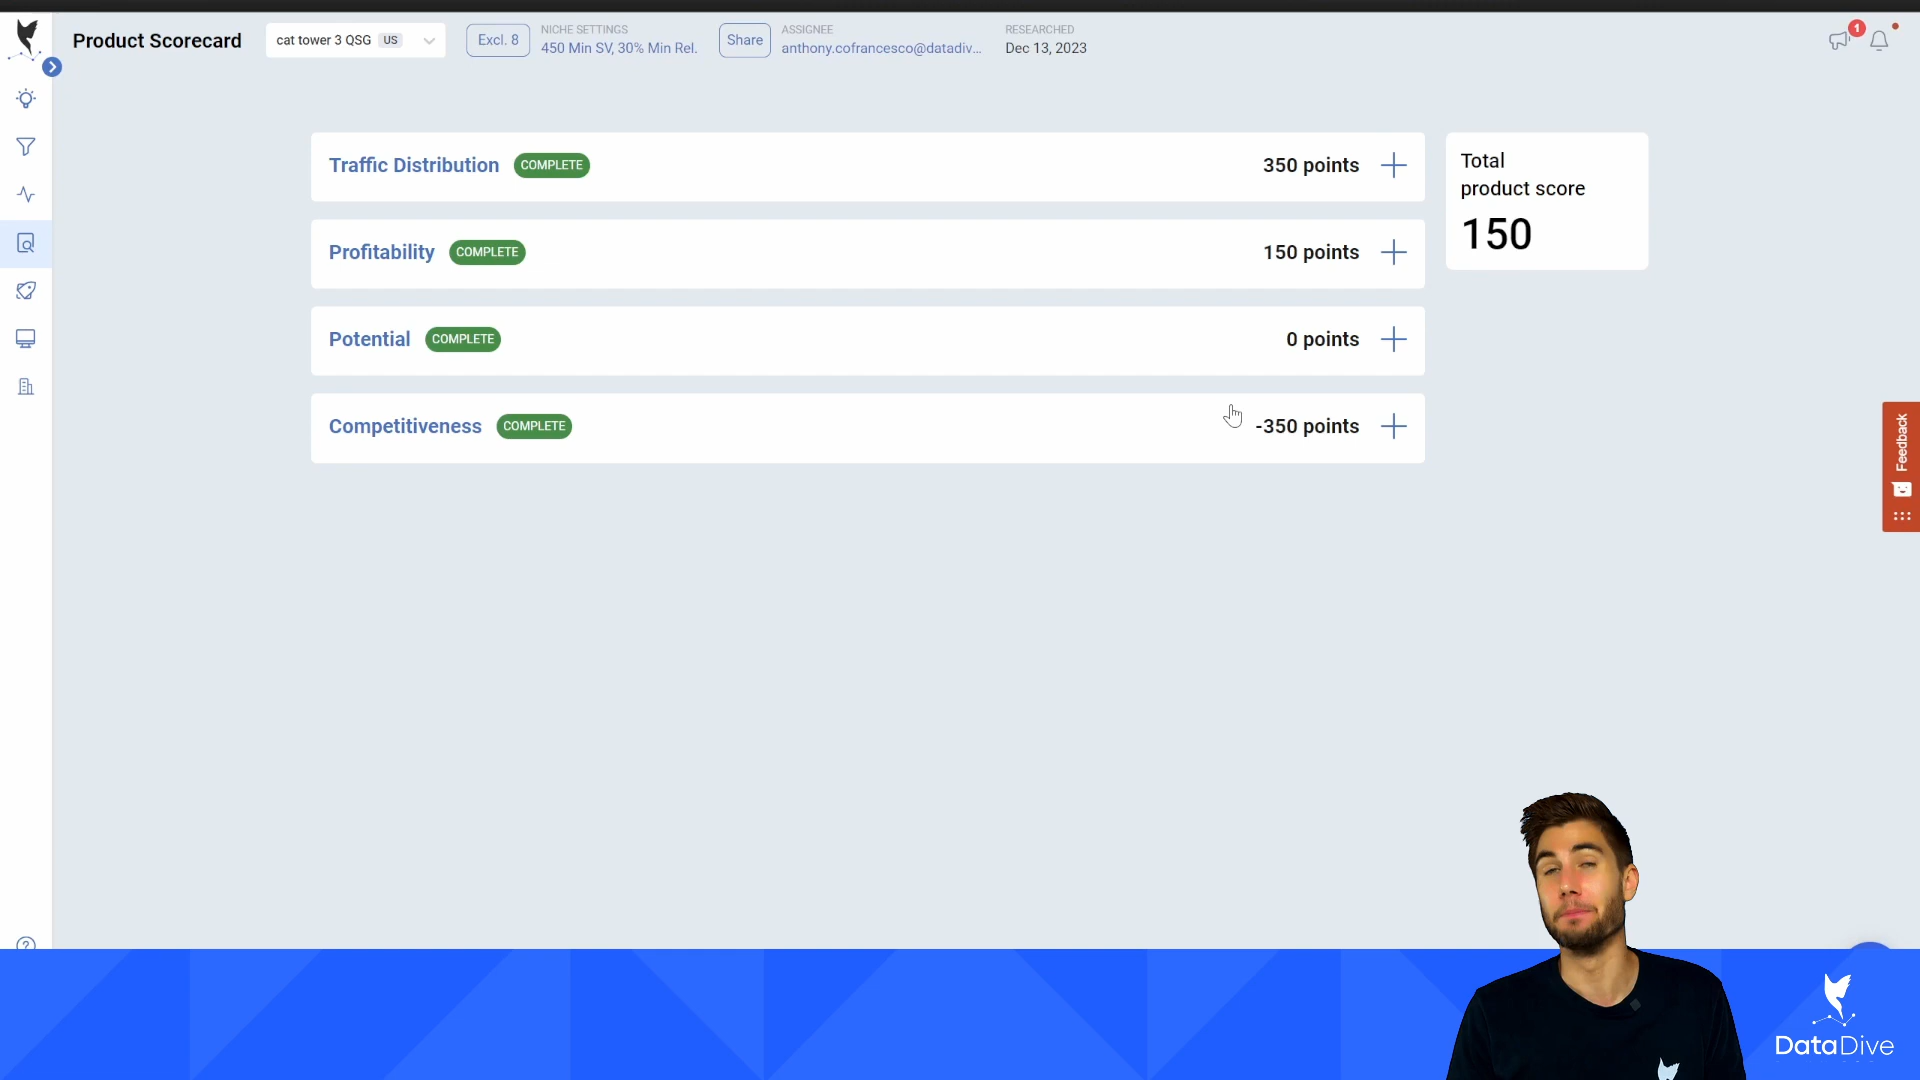 Product Scorecard
cat tower 3 QSG US
Excl. 8
NICHE SETTINGS
450 Min SV, 30% Min Rel.
Share
ASSIGNEE
anthony.cofrancesco@datadiv...
RESEARCHED
Dec 13, 2023
1
Traffic Distribution COMPLETE 350 points
Total
product score
150
Profitability COMPLETE 150 points
Potential COMPLETE 0 points
Competitiveness COMPLETE -350 points
Feedback
DataDive